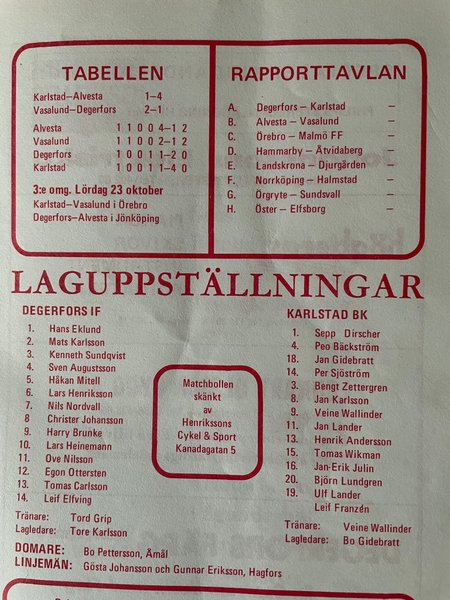 TABELLEN
Karlstad–Alvesta 1–4
Vasalund–Degerfors 2–1
Alvesta 1 1 0 0 4–1 2
Vasalund 1 1 0 0 2–1 2
Degerfors 1 0 0 1 1–2 0
Karlstad 1 0 0 1 1–4 0
3:e omg. Lördag 23 oktober
Karlstad–Vasalund i Örebro
Degerfors–Alvesta i Jönköping
RAPPORTTAVLAN
A. Degerfors – Karlstad –
B. Alvesta – Vasalund –
C. Örebro – Malmö FF –
D. Hammarby – Åtvidaberg –
E. Landskrona – Djurgården –
F. Norrköping – Halmstad –
G. Örgryte – Sundsvall –
H. Öster – Elfsborg –
LAGUPPSTÄLLNINGAR
DEGERFORS IF
1. Hans Eklund
2. Mats Karlsson
3. Kenneth Sundqvist
4. Sven Augustsson
5. Håkan Mitell
6. Lars Henriksson
7. Nils Nordvall
8 Christer Johansson
9. Harry Brunke
10. Lars Heinemann
11. Ove Nilsson
12. Egon Ottersten
13. Tomas Carlsson
14. Leif Elfving
Tränare: Tord Grip
Lagledare: Tore Karlsson
Matchbollen
skänkt
av
Henrikssons
Cykel & Sport
Kanadagatan 5
KARLSTAD BK
1. Sepp Dirscher
4. Peo Bäckström
18. Jan Gidebratt
14. Per Sjöström
3. Bengt Zettergren
8. Jan Karlsson
9. Veine Wallinder
11. Jan Lander
13. Henrik Andersson
15. Tomas Wikman
16. Jan-Erik Julin
20. Björn Lundgren
19. Ulf Lander
Leif Franzén
Tränare: Veine Wallinder
Lagledare: Bo Gidebratt
DOMARE: Bo Pettersson, Åmål
LINJEMÄN: Gösta Johansson och Gunnar Eriksson, Hagfors